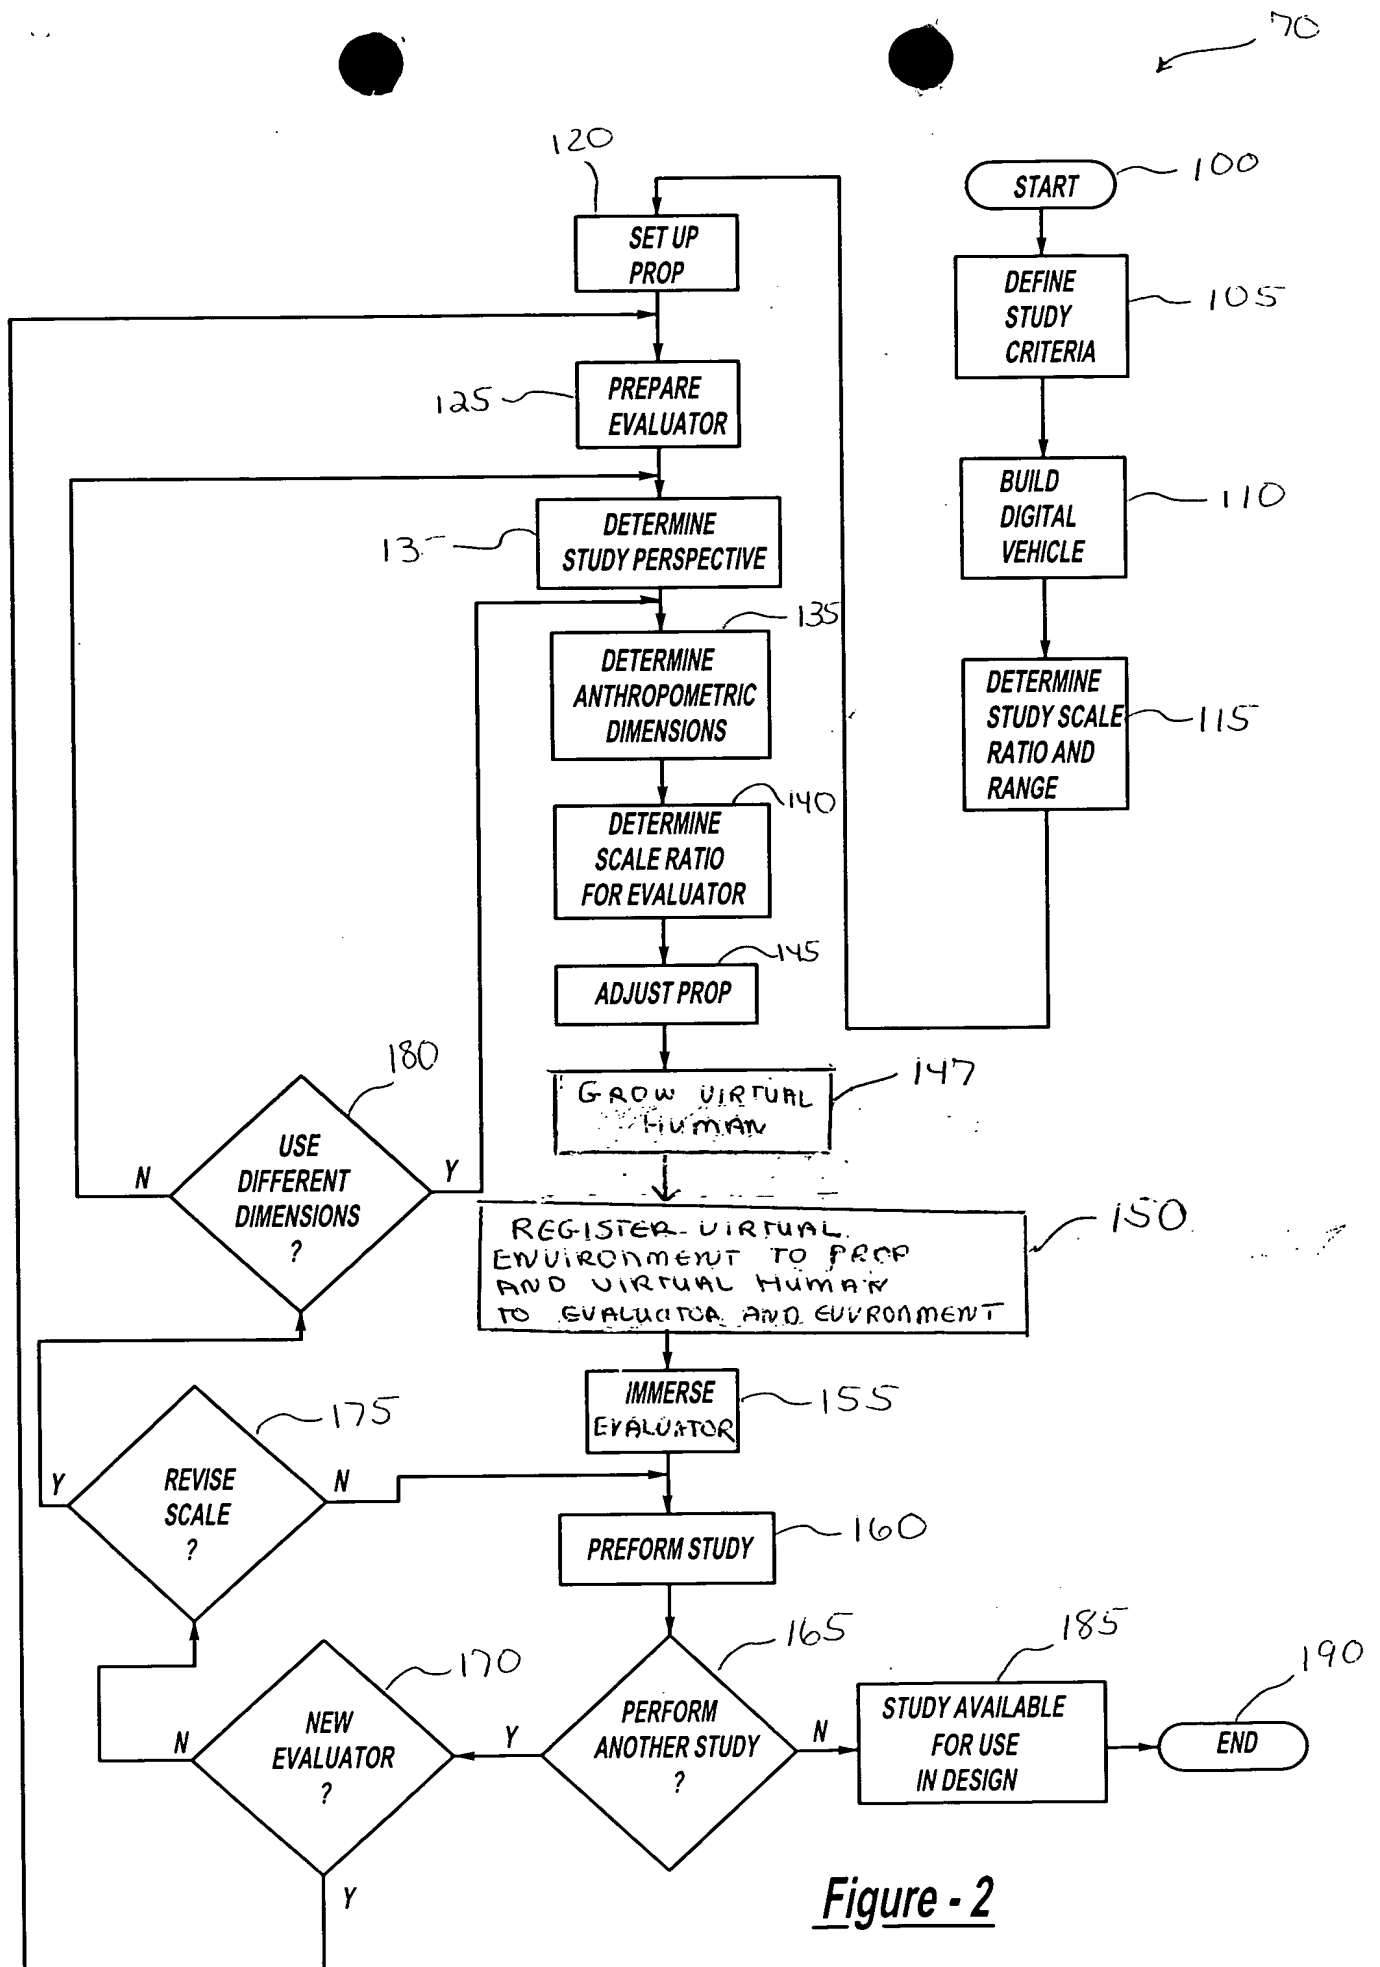 70
START
100
DEFINE
STUDY
CRITERIA
105
BUILD
DIGITAL
VEHICLE
110
DETERMINE
STUDY SCALE
RATIO AND
RANGE
115
120
SET UP
PROP
PREPARE
EVALUATOR
125
DETERMINE
STUDY PERSPECTIVE
135
DETERMINE
ANTHROPOMETRIC
DIMENSIONS
140
DETERMINE
SCALE RATIO
FOR EVALUATOR
145
ADJUST PROP
147
GROW VIRTUAL
HUMAN
150
REGISTER VIRTUAL
ENVIRONMENT TO PROP
AND VIRTUAL HUMAN
TO EVALUATOR AND EUVRONMENT
155
IMMERSE
EVALUATOR
160
PREFORM STUDY
165
PERFORM
ANOTHER STUDY
?
Y
N
170
NEW
EVALUATOR
?
N
Y
175
REVISE
SCALE
?
Y
N
180
USE
DIFFERENT
DIMENSIONS
?
N
Y
185
STUDY AVAILABLE
FOR USE
IN DESIGN
190
END
Figure - 2